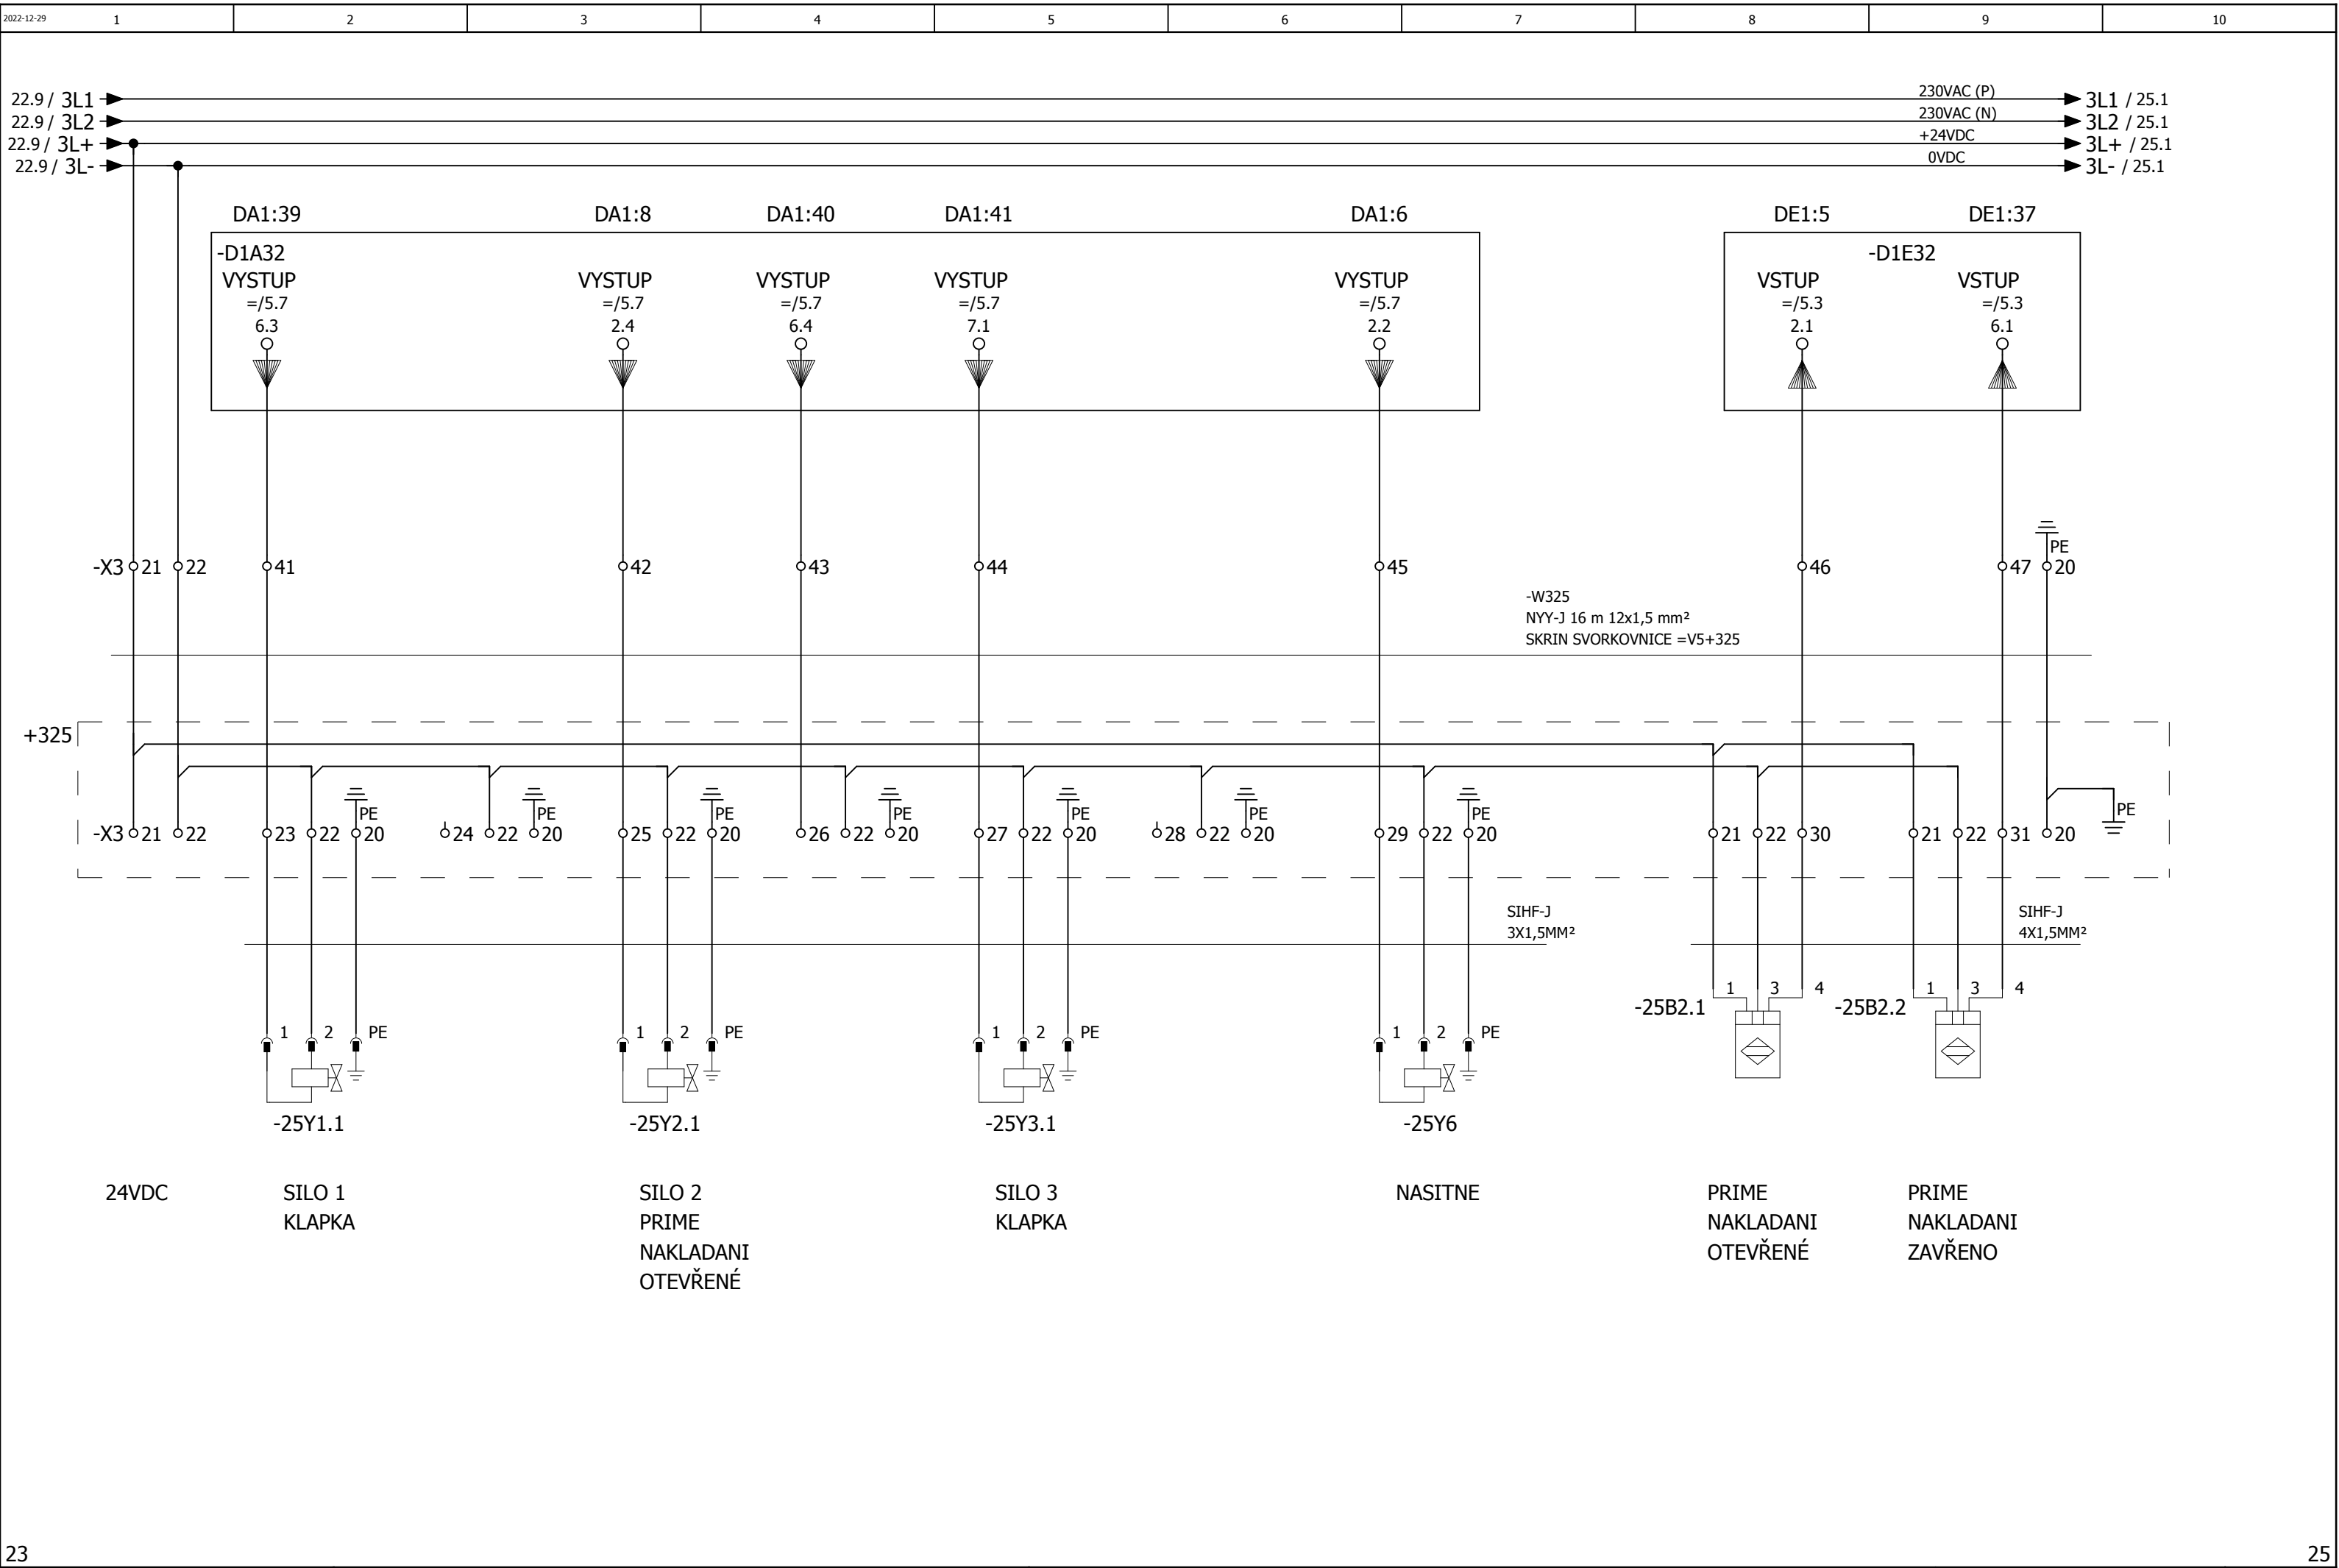 2022-12-29 1 2 3 4 5 6 7 8 9 10
22.9 / 3L1 230VAC (P) 3L1 / 25.1
22.9 / 3L2 230VAC (N) 3L2 / 25.1
22.9 / 3L+ +24VDC 3L+ / 25.1
22.9 / 3L- 0VDC 3L- / 25.1
DA1:39 DA1:8 DA1:40 DA1:41 DA1:6 DE1:5 DE1:37
-D1A32 -D1E32
VYSTUP VYSTUP VYSTUP VYSTUP VYSTUP VSTUP VSTUP
=/5.7 =/5.7 =/5.7 =/5.7 =/5.7 =/5.3 =/5.3
6.3 2.4 6.4 7.1 2.2 2.1 6.1
PE
-X3 21 22 41 42 43 44 45 46 47 20
-W325
NYY-J 16 m 12x1,5 mm²
SKRIN SVORKOVNICE =V5+325
+325
PE PE PE PE PE PE PE PE
-X3 21 22 23 22 20 24 22 20 25 22 20 26 22 20 27 22 20 28 22 20 29 22 20 21 22 30 21 22 31 20
SIHF-J SIHF-J
3X1,5MM² 4X1,5MM²
-25B2.1 1 3 4 -25B2.2 1 3 4
1 2 PE 1 2 PE 1 2 PE 1 2 PE
-25Y1.1 -25Y2.1 -25Y3.1 -25Y6
24VDC SILO 1 SILO 2 SILO 3 NASITNE PRIME PRIME
KLAPKA PRIME KLAPKA NAKLADANI NAKLADANI
NAKLADANI OTEVŘENÉ ZAVŘENO
OTEVŘENÉ
23 25